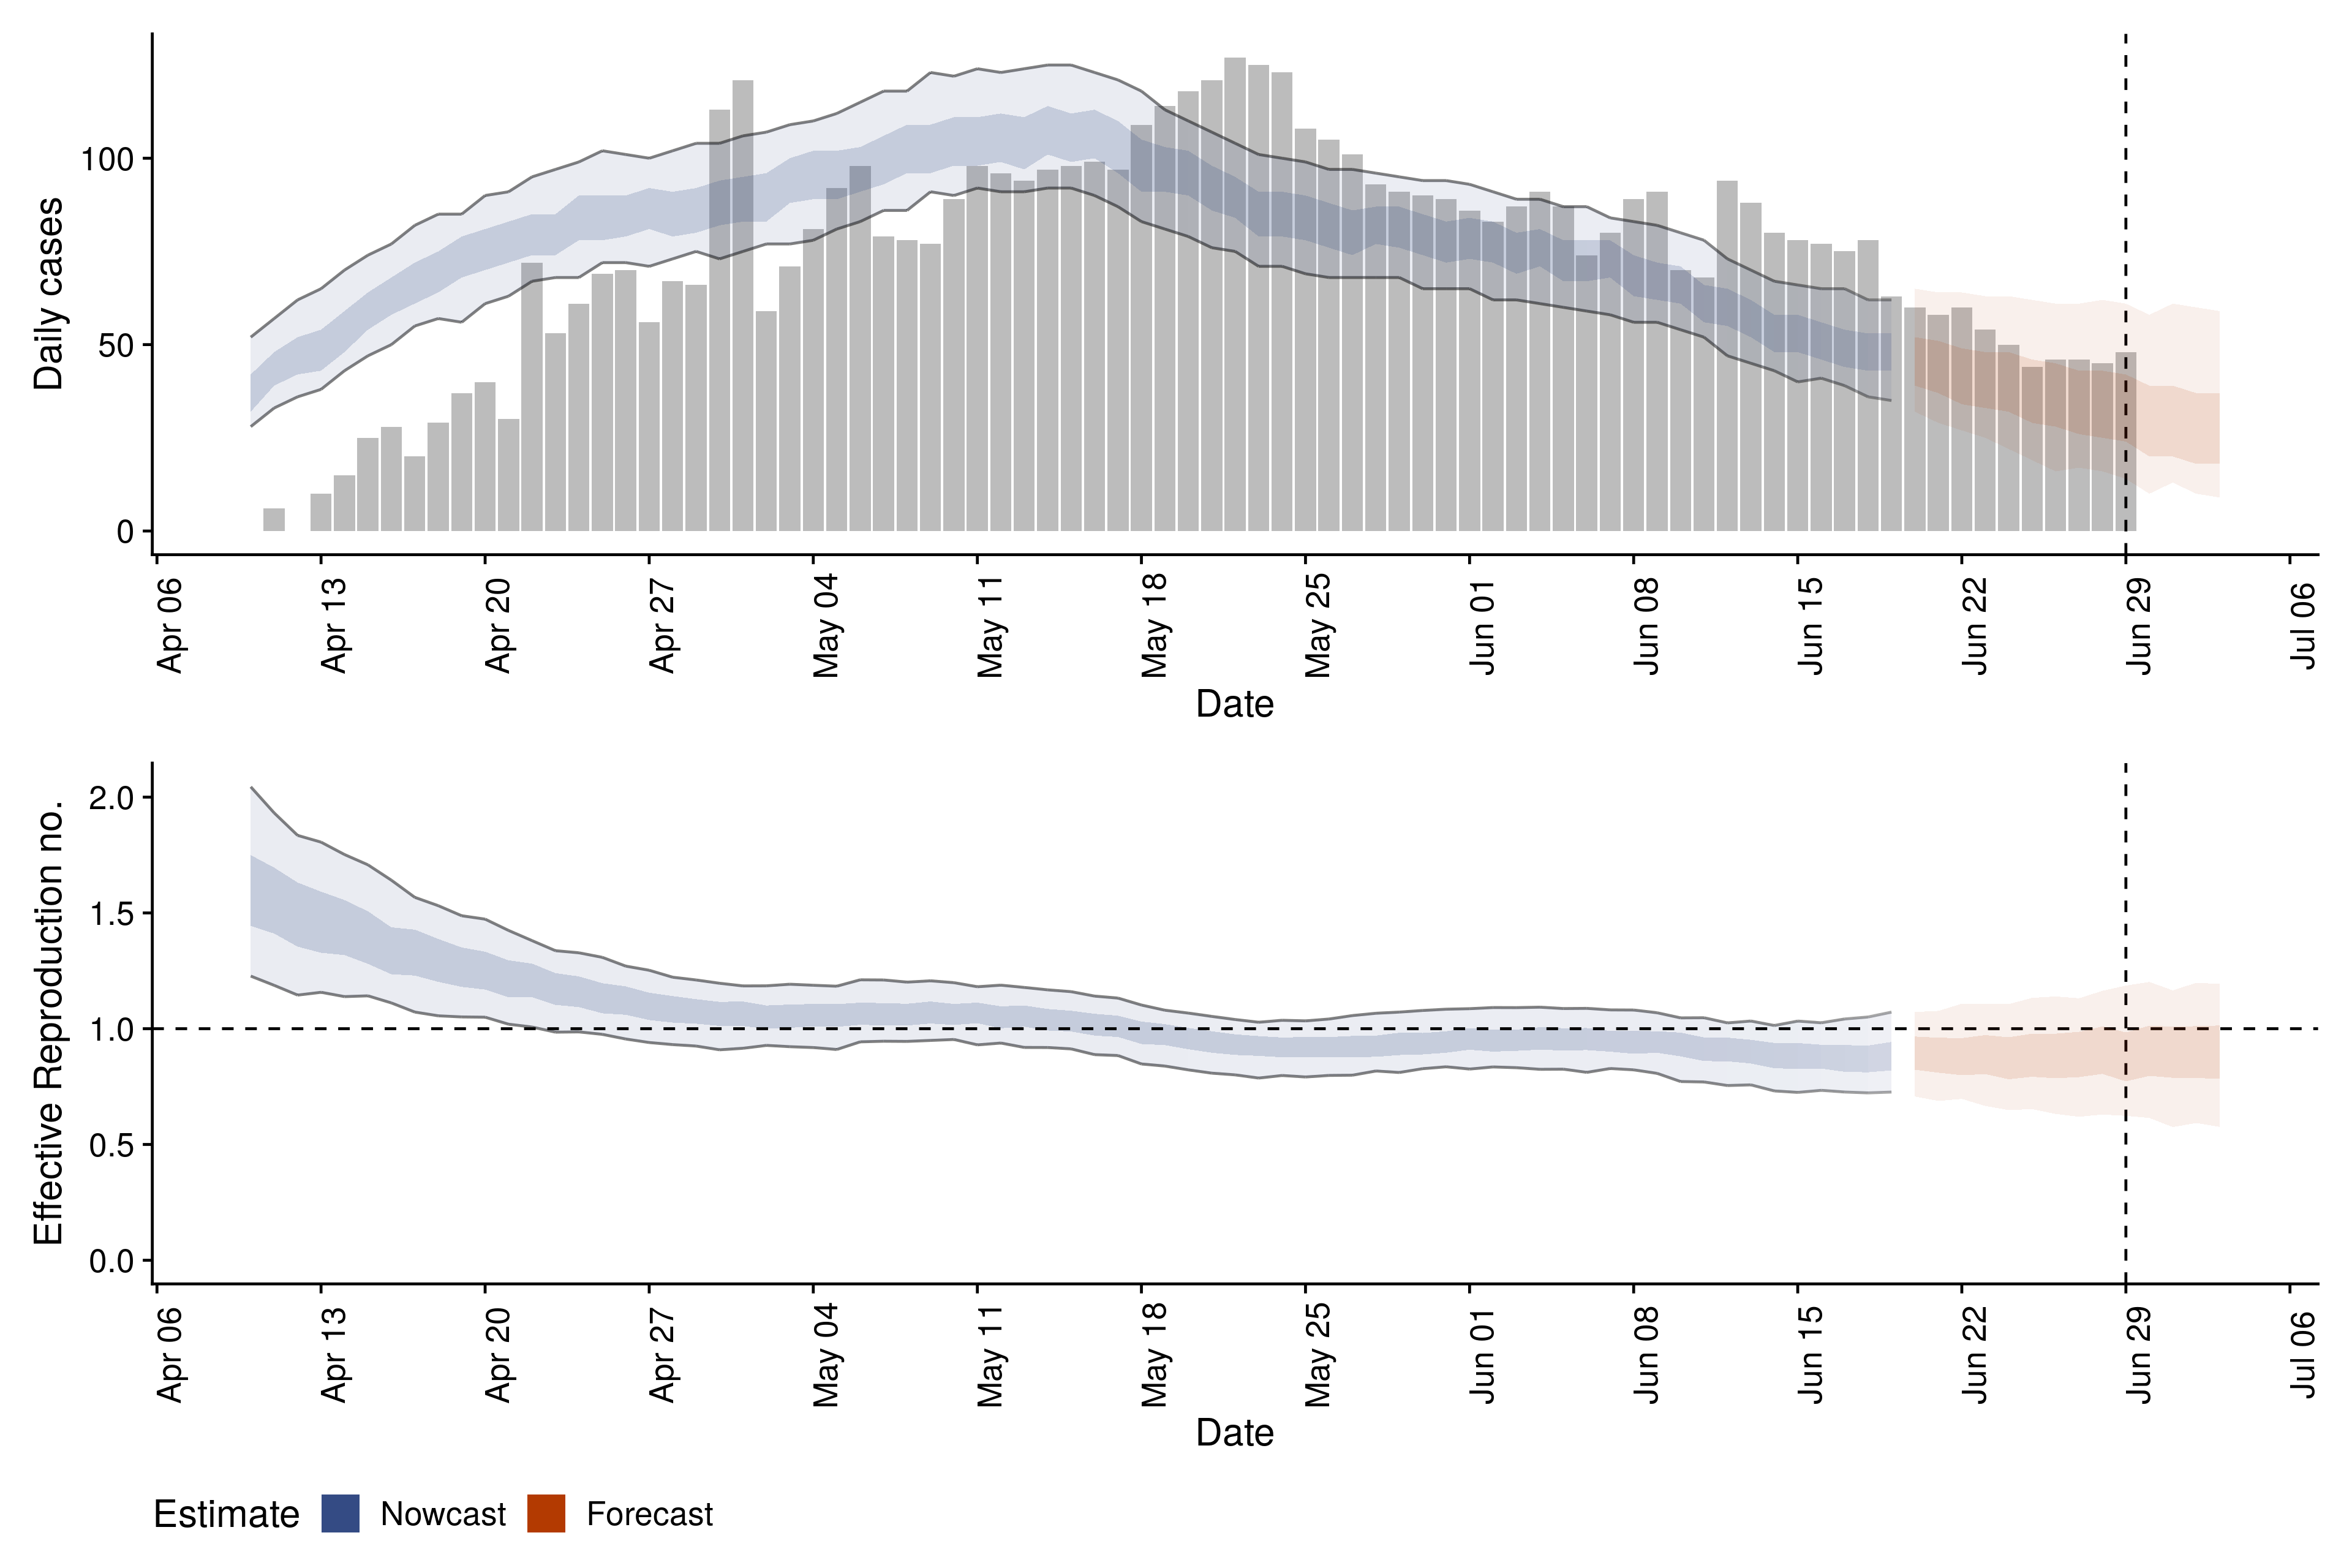 Daily cases
100
50
0
Apr 06
Apr 13
Apr 20
Apr 27
May 04
May 11
May 18
May 25
Jun 01
Jun 08
Jun 15
Jun 22
Jun 29
Jul 06
Date
Effective Reproduction no.
2.0
1.5
1.0
0.5
0.0
Apr 06
Apr 13
Apr 20
Apr 27
May 04
May 11
May 18
May 25
Jun 01
Jun 08
Jun 15
Jun 22
Jun 29
Jul 06
Date
Estimate Nowcast Forecast